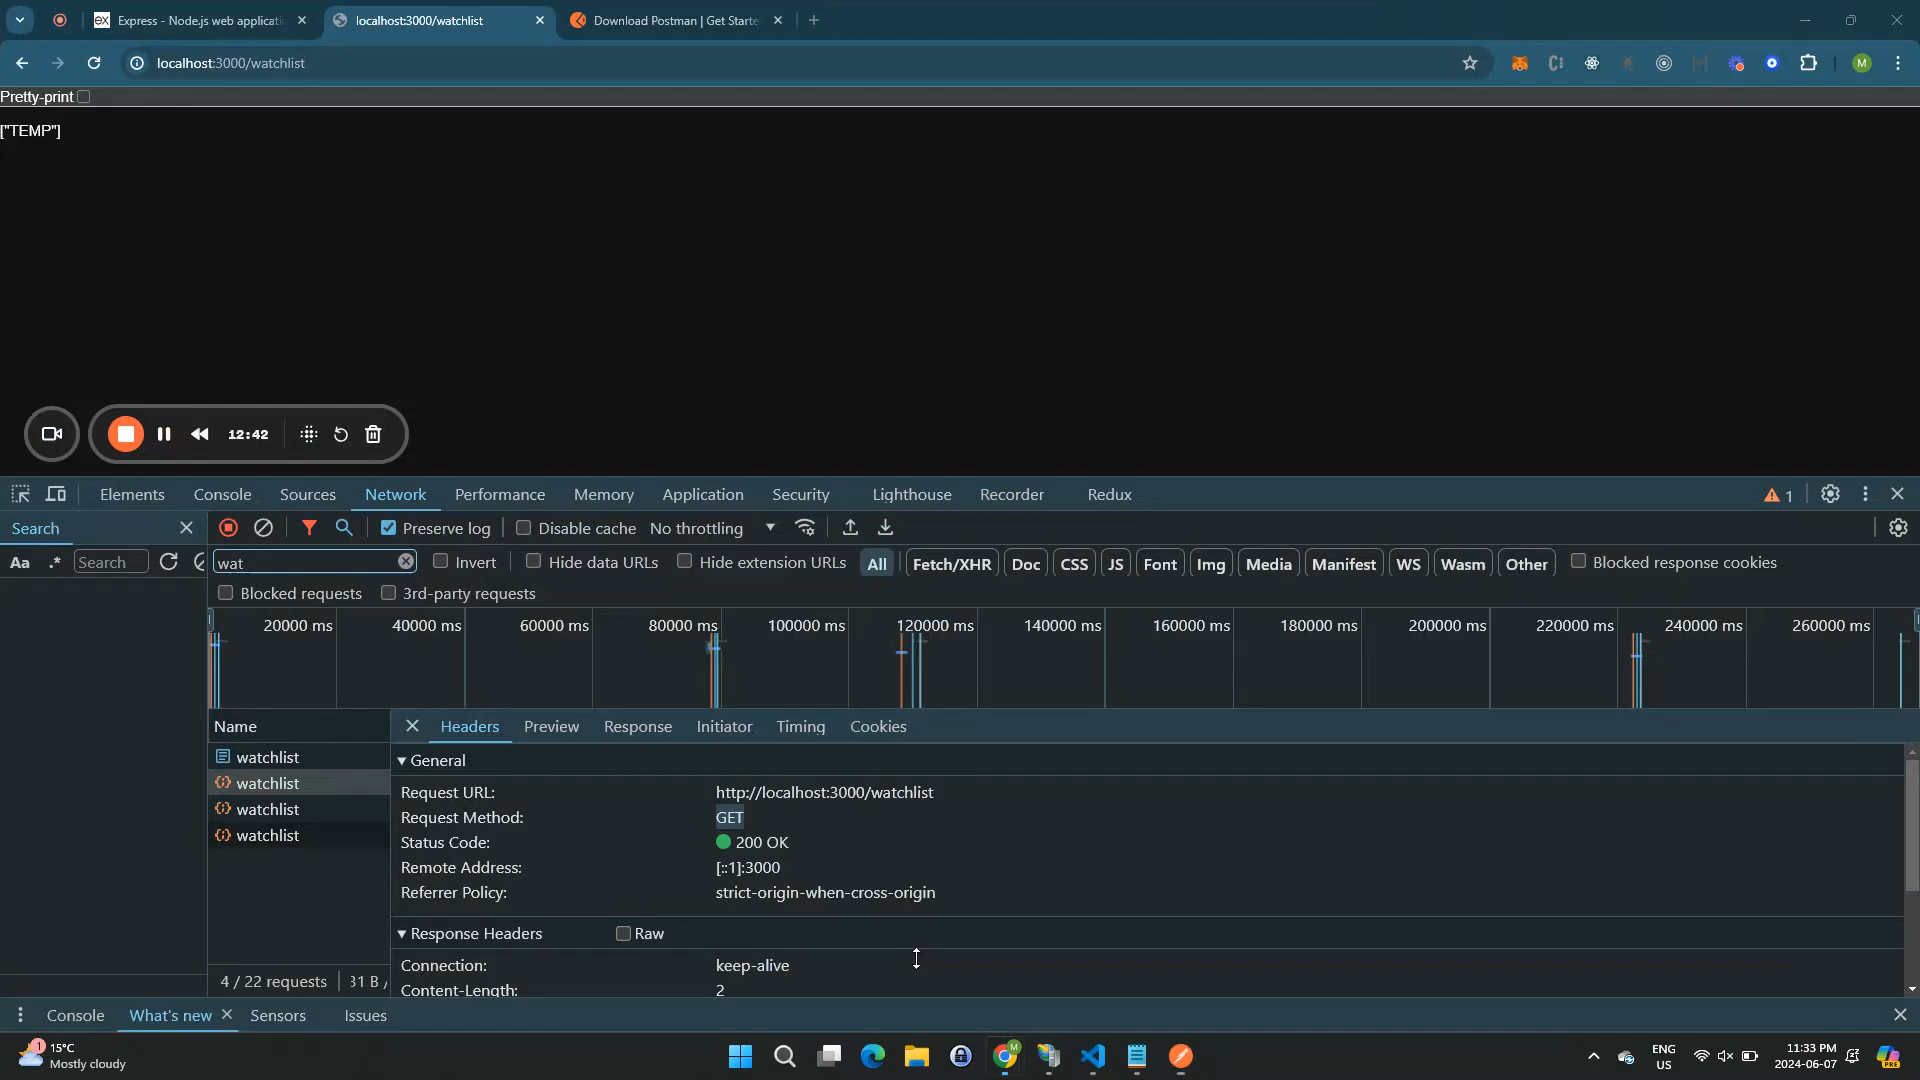 Express - Node.js web applicati
localhost:3000/watchlist
Download Postman | Get Starte
localhost:3000/watchlist
M
Pretty-print
["TEMP"]
12:42
Elements Console Sources Network Performance Memory Application Security Lighthouse Recorder Redux 1
Search
Preserve log Disable cache No throttling
Aa .* Search
wat
Invert Hide data URLs Hide extension URLs All Fetch/XHR Doc CSS JS Font Img Media Manifest WS Wasm Other Blocked response cookies
Blocked requests 3rd-party requests
20000 ms 40000 ms 60000 ms 80000 ms 100000 ms 120000 ms 140000 ms 160000 ms 180000 ms 200000 ms 220000 ms 240000 ms 260000 ms
Name
Headers Preview Response Initiator Timing Cookies
watchlist
watchlist
watchlist
watchlist
General
Request URL: http://localhost:3000/watchlist
Request Method: GET
Status Code: 200 OK
Remote Address: [::1]:3000
Referrer Policy: strict-origin-when-cross-origin
Response Headers Raw
Connection: keep-alive
Content-Length: 2
4 / 22 requests 31 B /
Console What's new Sensors Issues
1
15°C
Mostly cloudy
M
ENG
US
11:33 PM
2024-06-07
PRE